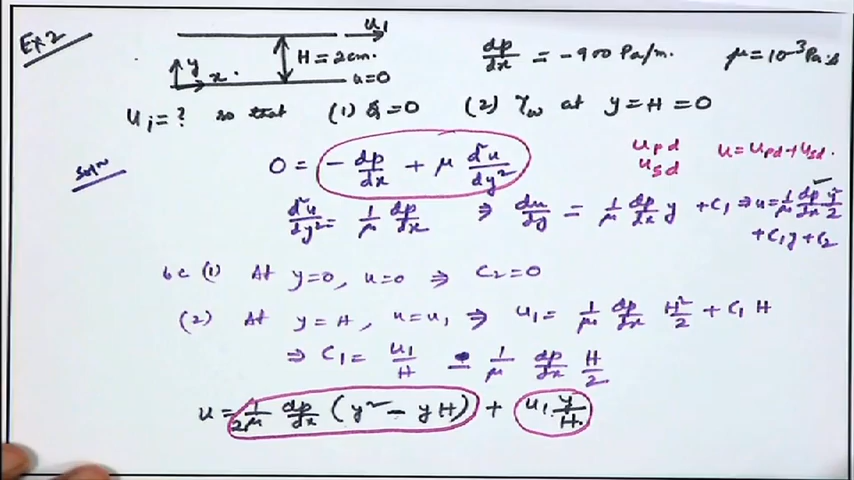 Ex 2
u₁
y
x
H = 2cm.
u=0
dp/dx = -900 Pa/m.
μ = 10⁻³ Pa·s
u₁ = ? so that (1) Q = 0 (2) τw at y = H = 0
Soln
0 = - dp/dx + μ d²u/dy²
upd
usd
u = upd + usd.
d²u/dy² = 1/μ dp/dx ⇒ du/dy = 1/μ dp/dx y + C₁ ⇒ u = 1/μ dp/dx y²/2
+ C₁y + C₂
bc (1) At y=0, u=0 ⇒ C₂ = 0
(2) At y = H, u = u₁ ⇒ u₁ = 1/μ dp/dx H²/2 + C₁ H
⇒ C₁ = u₁/H - 1/μ dp/dx H/2
u = 1/2μ dp/dx (y² - yH) + u₁ y/H.